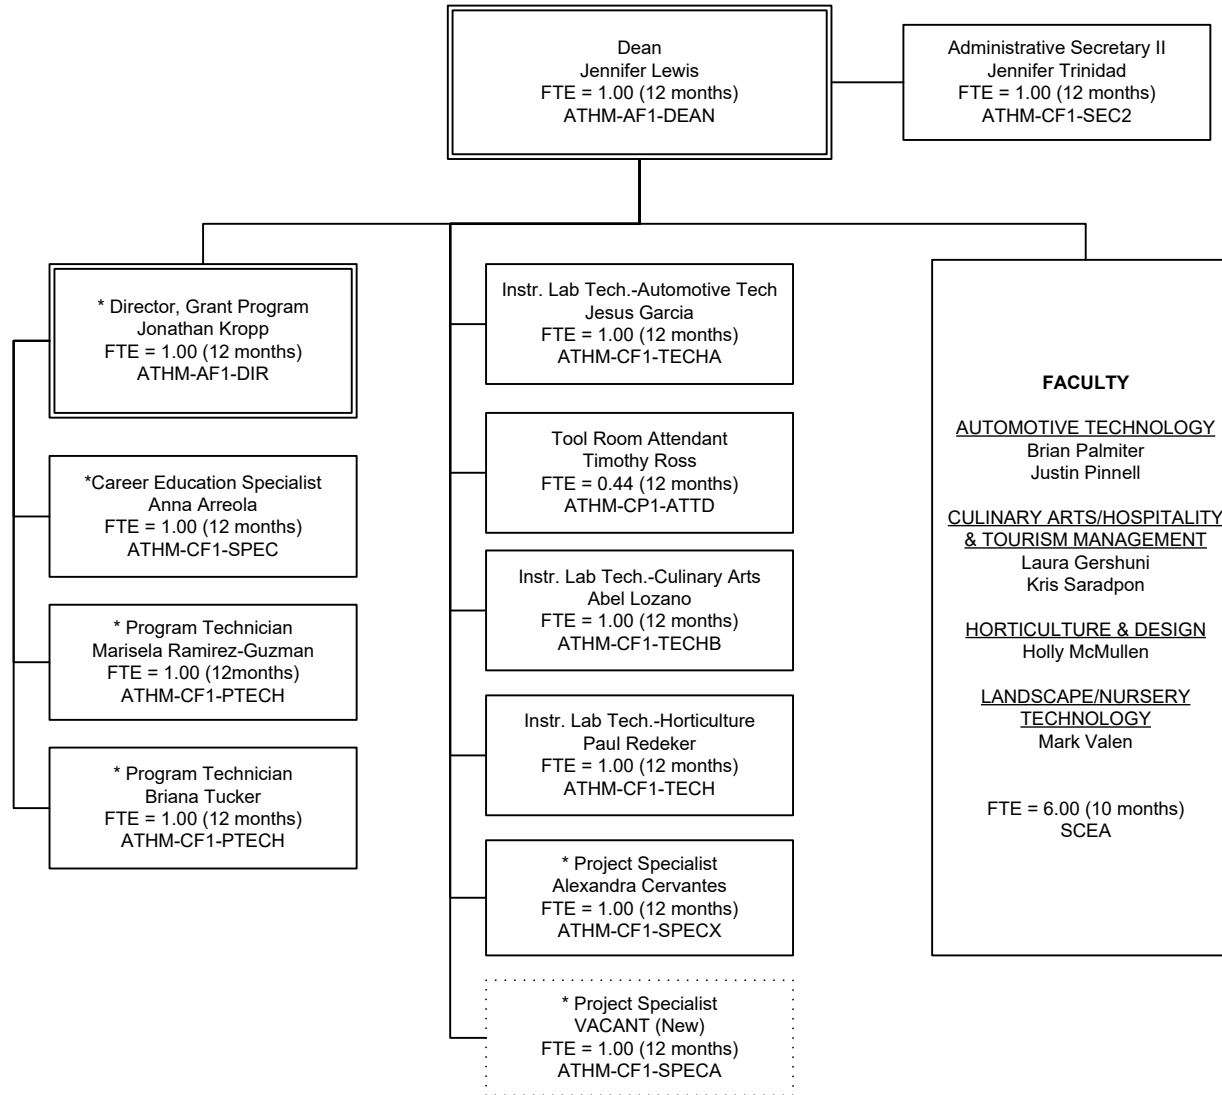 Dean
Jennifer Lewis
FTE = 1.00 (12 months)
ATHM-AF1-DEAN
Administrative Secretary II
Jennifer Trinidad
FTE = 1.00 (12 months)
ATHM-CF1-SEC2
* Director, Grant Program
Jonathan Kropp
FTE = 1.00 (12 months)
ATHM-AF1-DIR
*Career Education Specialist
Anna Arreola
FTE = 1.00 (12 months)
ATHM-CF1-SPEC
* Program Technician
Marisela Ramirez-Guzman
FTE = 1.00 (12months)
ATHM-CF1-PTECH
* Program Technician
Briana Tucker
FTE = 1.00 (12 months)
ATHM-CF1-PTECH
Instr. Lab Tech.-Automotive Tech
Jesus Garcia
FTE = 1.00 (12 months)
ATHM-CF1-TECHA
Tool Room Attendant
Timothy Ross
FTE = 0.44 (12 months)
ATHM-CP1-ATTD
Instr. Lab Tech.-Culinary Arts
Abel Lozano
FTE = 1.00 (12 months)
ATHM-CF1-TECHB
Instr. Lab Tech.-Horticulture
Paul Redeker
FTE = 1.00 (12 months)
ATHM-CF1-TECH
* Project Specialist
Alexandra Cervantes
FTE = 1.00 (12 months)
ATHM-CF1-SPECX
* Project Specialist
VACANT (New)
FTE = 1.00 (12 months)
ATHM-CF1-SPECA
FACULTY
AUTOMOTIVE TECHNOLOGY
Brian Palmiter
Justin Pinnell
CULINARY ARTS/HOSPITALITY
& TOURISM MANAGEMENT
Laura Gershuni
Kris Saradpon
HORTICULTURE & DESIGN
Holly McMullen
LANDSCAPE/NURSERY
TECHNOLOGY
Mark Valen
FTE = 6.00 (10 months)
SCEA